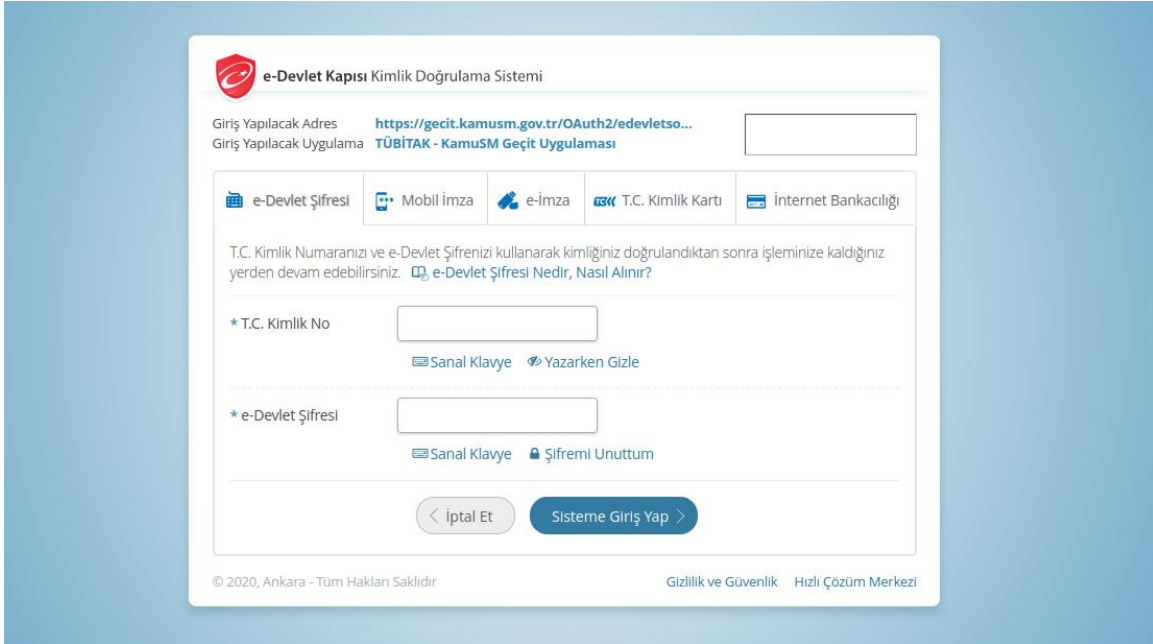 e-Devlet Kapısı Kimlik Doğrulama Sistemi
Giriş Yapılacak Adres https://gecit.kamusm.gov.tr/OAuth2/edevletso...
Giriş Yapılacak Uygulama TÜBİTAK - KamuSM Geçit Uygulaması
e-Devlet Şifresi Mobil İmza e-İmza T.C. Kimlik Kartı İnternet Bankacılığı
T.C. Kimlik Numaranızı ve e-Devlet Şifrenizi kullanarak kimliğiniz doğrulandıktan sonra işleminize kaldığınız
yerden devam edebilirsiniz. e-Devlet Şifresi Nedir, Nasıl Alınır?
* T.C. Kimlik No
Sanal Klavye Yazarken Gizle
* e-Devlet Şifresi
Sanal Klavye Şifremi Unuttum
İptal Et Sisteme Giriş Yap
© 2020, Ankara - Tüm Hakları Saklıdır Gizlilik ve Güvenlik Hızlı Çözüm Merkezi